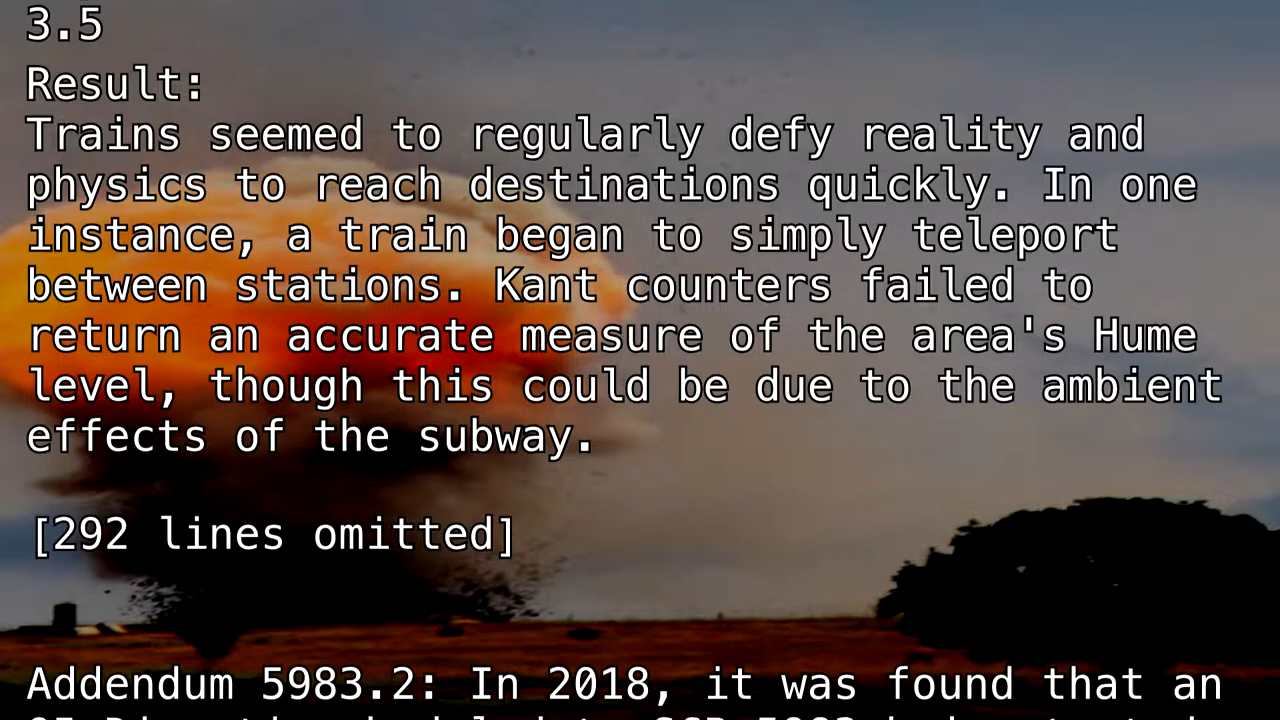 3.5
Result:
Trains seemed to regularly defy reality and
physics to reach destinations quickly. In one
instance, a train began to simply teleport
between stations. Kant counters failed to
return an accurate measure of the area's Hume
level, though this could be due to the ambient
effects of the subway.
[292 lines omitted]
Addendum 5983.2: In 2018, it was found that an